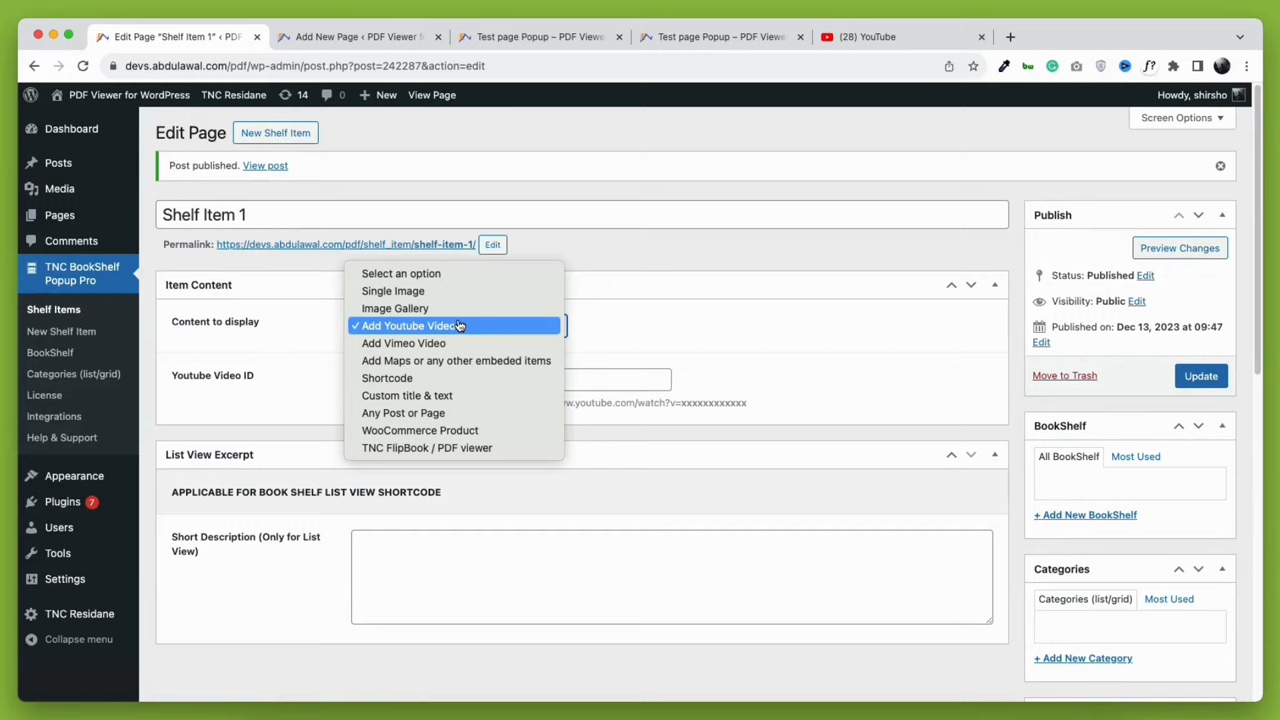 Edit Page "Shelf Item 1" ‹ PDF
Add New Page ‹ PDF Viewer for
Test page Popup – PDF Viewe
Test page Popup – PDF Viewe
(28) YouTube
devs.abdulawal.com/pdf/wp-admin/post.php?post=242287&action=edit
PDF Viewer for WordPress
TNC Residane
14
0
New
View Page
Howdy, shirsho
Dashboard
Posts
Media
Pages
Comments
TNC BookShelf
Popup Pro
Shelf Items
New Shelf Item
BookShelf
Categories (list/grid)
License
Integrations
Help & Support
Appearance
Plugins 7
Users
Tools
Settings
TNC Residane
Collapse menu
Screen Options
Edit Page
New Shelf Item
Post published. View post
Shelf Item 1
Permalink: https://devs.abdulawal.com/pdf/shelf_item/shelf-item-1/ Edit
Item Content
Content to display
Select an option
Single Image
Image Gallery
✓ Add Youtube Video
Add Vimeo Video
Add Maps or any other embeded items
Shortcode
Custom title & text
Any Post or Page
WooCommerce Product
TNC FlipBook / PDF viewer
Youtube Video ID
ww.youtube.com/watch?v=xxxxxxxxxxxx
List View Excerpt
APPLICABLE FOR BOOK SHELF LIST VIEW SHORTCODE
Short Description (Only for List
View)
Publish
Preview Changes
Status: Published Edit
Visibility: Public Edit
Published on: Dec 13, 2023 at 09:47
Edit
Move to Trash
Update
BookShelf
All BookShelf
Most Used
+ Add New BookShelf
Categories
Categories (list/grid)
Most Used
+ Add New Category